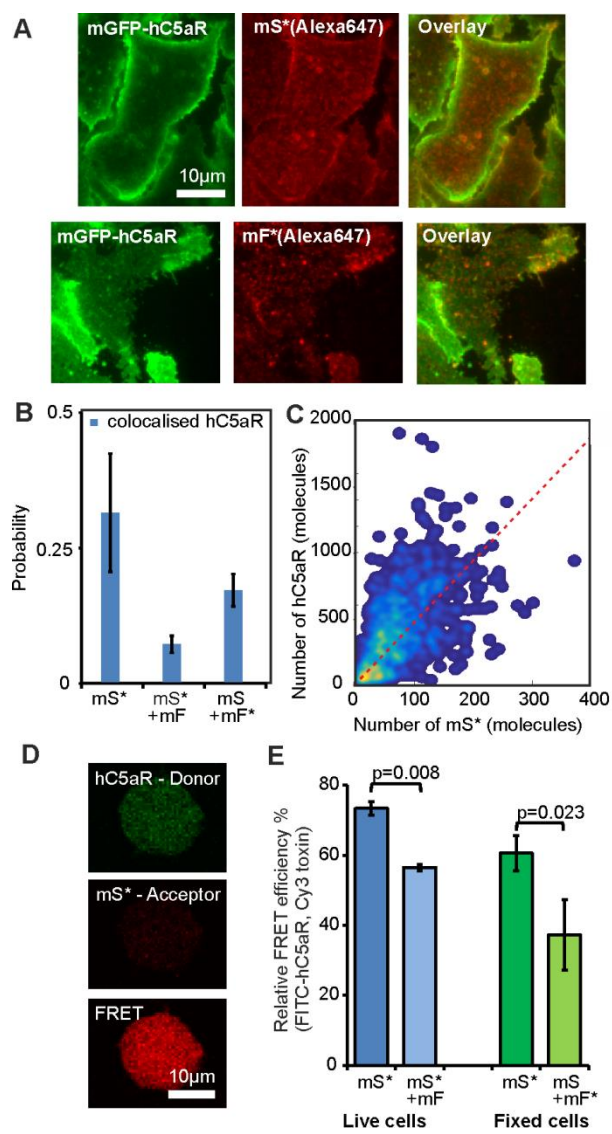 A
mGFP-hC5aR
mS*(Alexa647)
Overlay
10µm
mGFP-hC5aR
mF*(Alexa647)
Overlay
B
0.5
colocalised hC5aR
0.25
0
Probability
mS*
mS*
+mF
mS
+mF*
C
2000
1500
1000
500
0
Number of hC5aR
(molecules)
0
100
200
300
400
Number of mS* (molecules)
D
hC5aR - Donor
mS* - Acceptor
FRET
10µm
E
80
60
40
20
0
Relative FRET efficiency %
(FITC-hC5aR, Cy3 toxin)
p=0.008
p=0.023
mS*
mS*
+mF
mS*
mS
+mF*
Live cells
Fixed cells